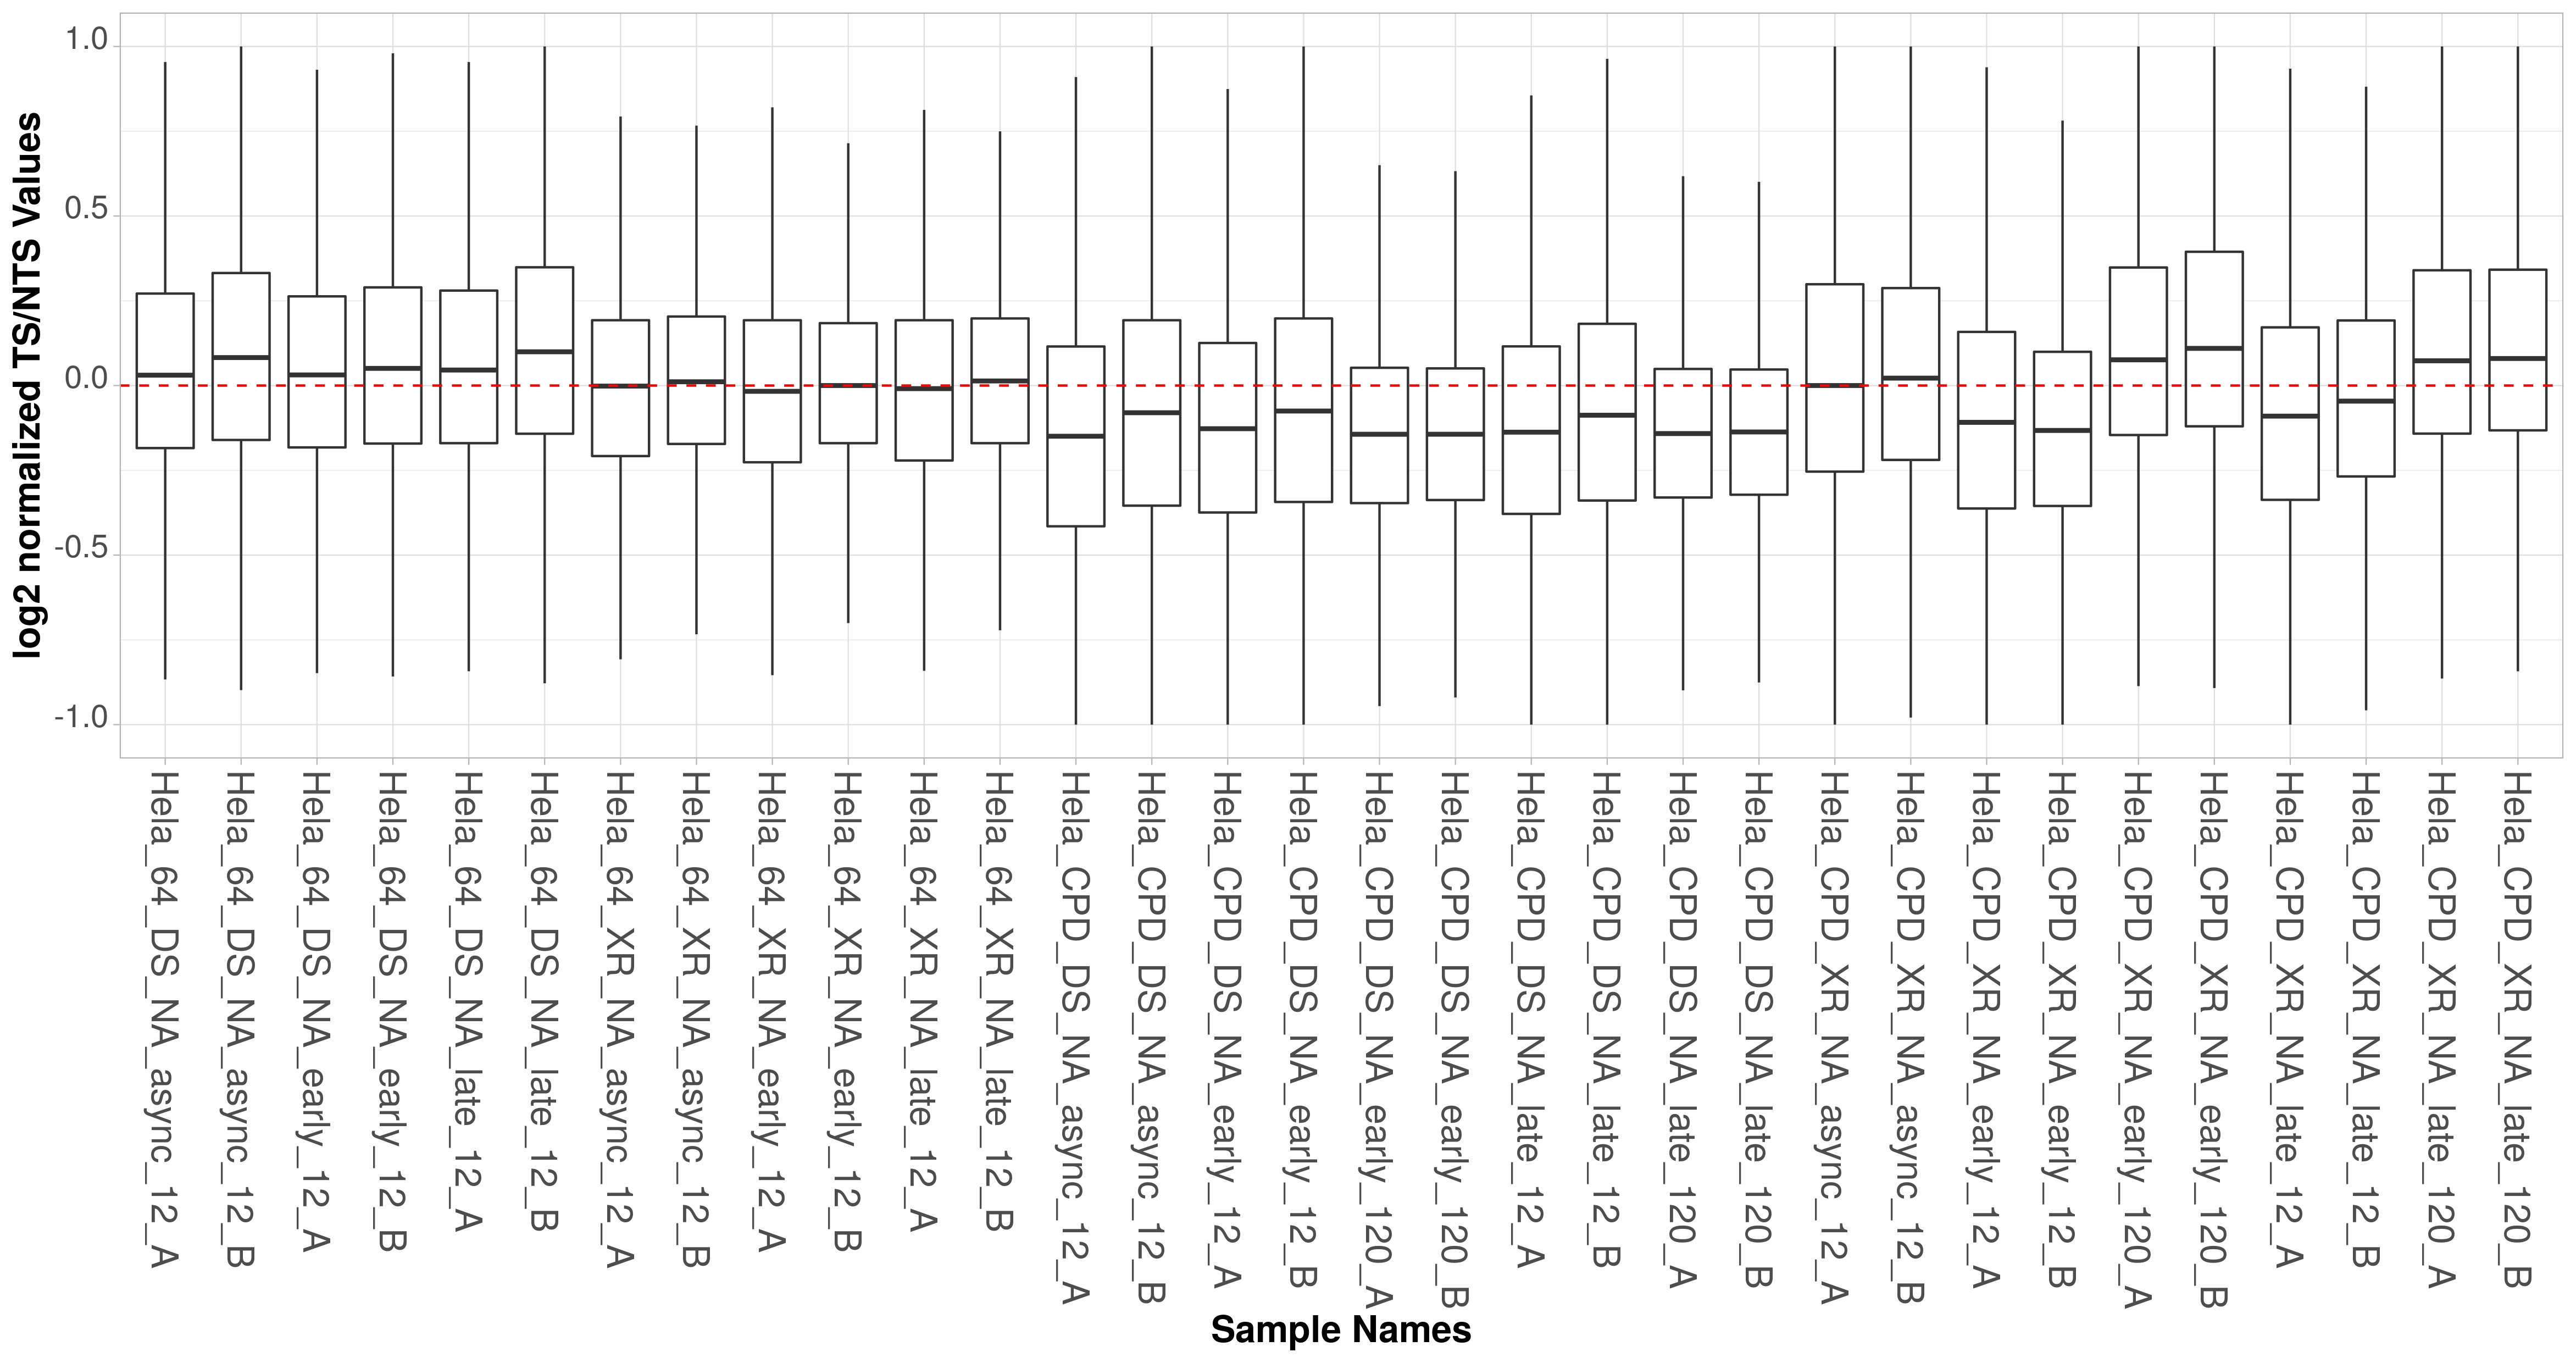 log2 normalized TS/NTS Values
1.0
0.5
0.0
-0.5
-1.0
Hela_64_DS_NA_async_12_A
Hela_64_DS_NA_async_12_B
Hela_64_DS_NA_early_12_A
Hela_64_DS_NA_early_12_B
Hela_64_DS_NA_late_12_A
Hela_64_DS_NA_late_12_B
Hela_64_XR_NA_async_12_A
Hela_64_XR_NA_async_12_B
Hela_64_XR_NA_early_12_A
Hela_64_XR_NA_early_12_B
Hela_64_XR_NA_late_12_A
Hela_64_XR_NA_late_12_B
Hela_CPD_DS_NA_async_12_A
Hela_CPD_DS_NA_async_12_B
Hela_CPD_DS_NA_early_12_A
Hela_CPD_DS_NA_early_12_B
Hela_CPD_DS_NA_early_120_A
Hela_CPD_DS_NA_early_120_B
Hela_CPD_DS_NA_late_12_A
Hela_CPD_DS_NA_late_12_B
Hela_CPD_DS_NA_late_120_A
Hela_CPD_DS_NA_late_120_B
Hela_CPD_XR_NA_async_12_A
Hela_CPD_XR_NA_async_12_B
Hela_CPD_XR_NA_early_12_A
Hela_CPD_XR_NA_early_12_B
Hela_CPD_XR_NA_early_120_A
Hela_CPD_XR_NA_early_120_B
Hela_CPD_XR_NA_late_12_A
Hela_CPD_XR_NA_late_12_B
Hela_CPD_XR_NA_late_120_A
Hela_CPD_XR_NA_late_120_B
Sample Names